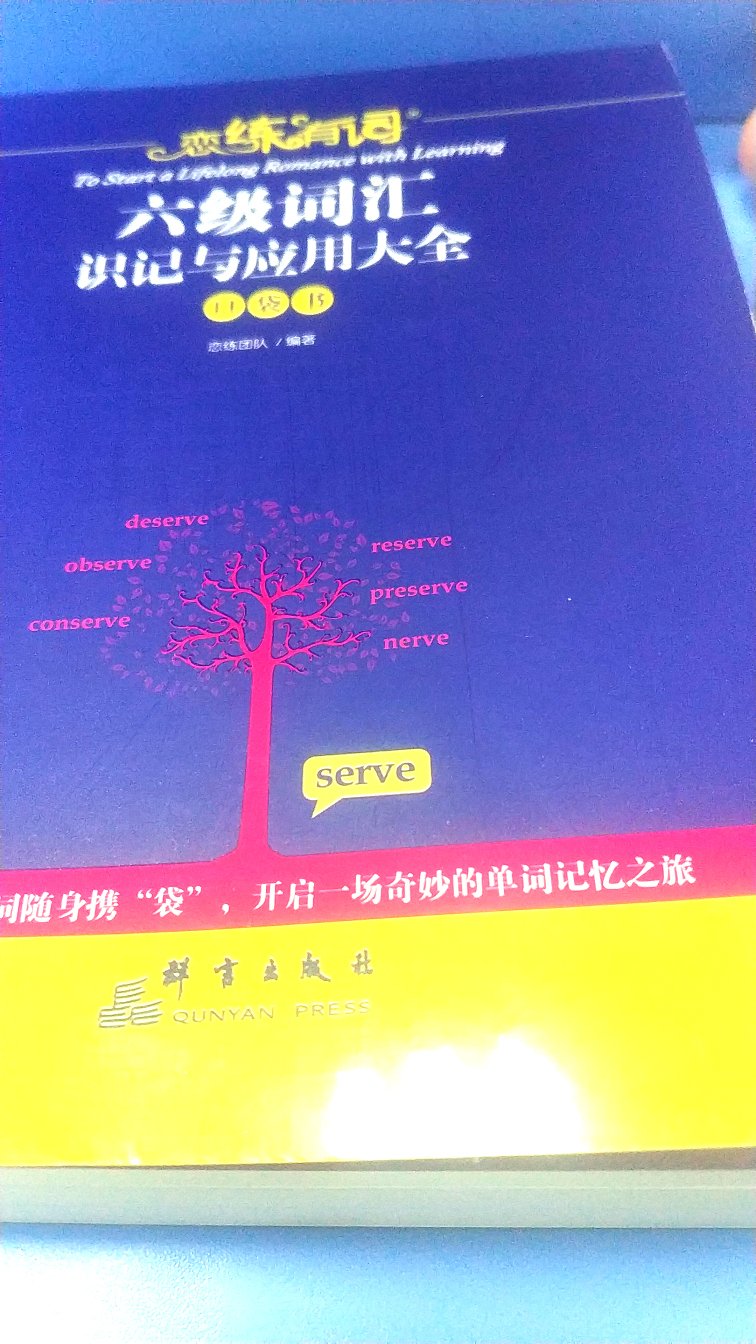 恋练有词
To Start a Lifelong Romance with Learning
六级词汇
识记与应用大全
口袋书
恋练团队 / 编著
deserve
reserve
observe
preserve
conserve
nerve
serve
词随身携“袋”，开启一场奇妙的单词记忆之旅
群言出版社
QUNYAN PRESS